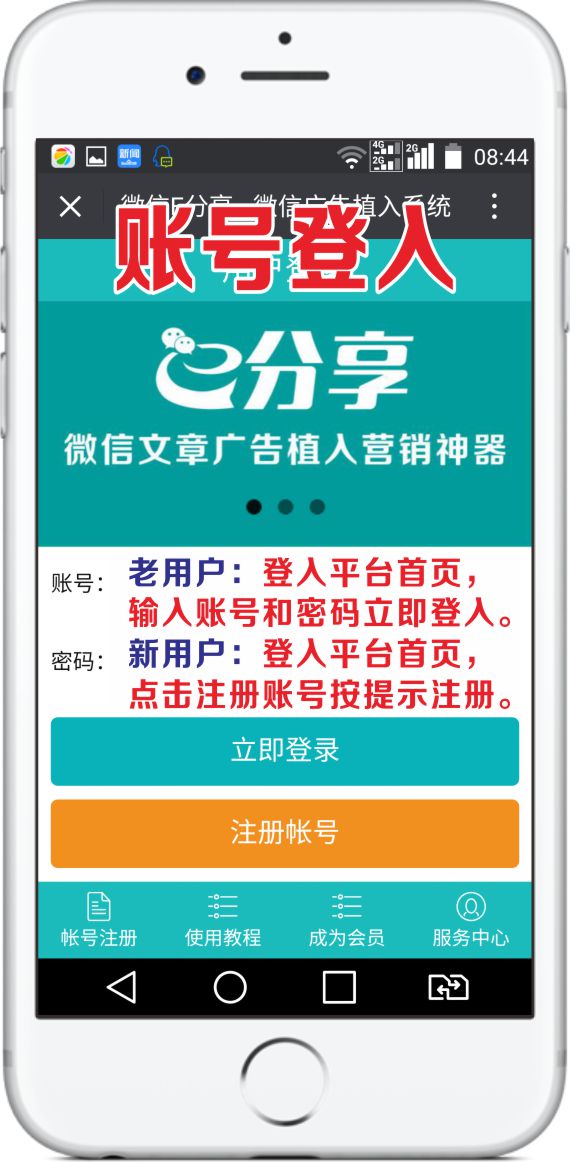 新闻
4G
2G
2G
08:44
微信E分享--微信广告植入系统
账号登入
e分享
微信文章广告植入营销神器
账号：
老用户：登入平台首页，
输入账号和密码立即登入。
密码：
新用户：登入平台首页，
点击注册账号按提示注册。
立即登录
注册帐号
帐号注册
使用教程
成为会员
服务中心